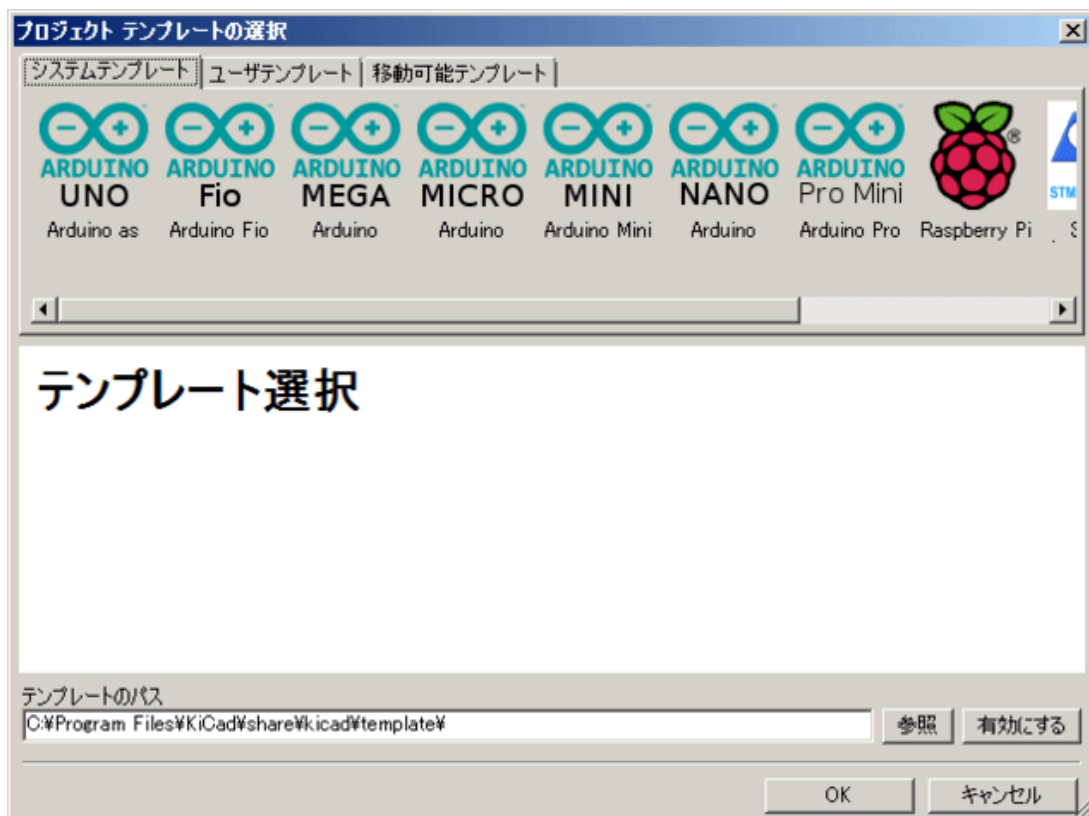 プロジェクト テンプレートの選択
システムテンプレート ユーザテンプレート 移動可能テンプレート
ARDUINO ARDUINO ARDUINO ARDUINO ARDUINO ARDUINO ARDUINO
UNO Fio MEGA MICRO MINI NANO Pro Mini
Arduino as Arduino Fio Arduino Arduino Arduino Mini Arduino Arduino Pro Raspberry Pi
テンプレート選択
テンプレートのパス
C:¥Program Files¥KiCad¥share¥kicad¥template¥ 参照 有効にする
OK キャンセル